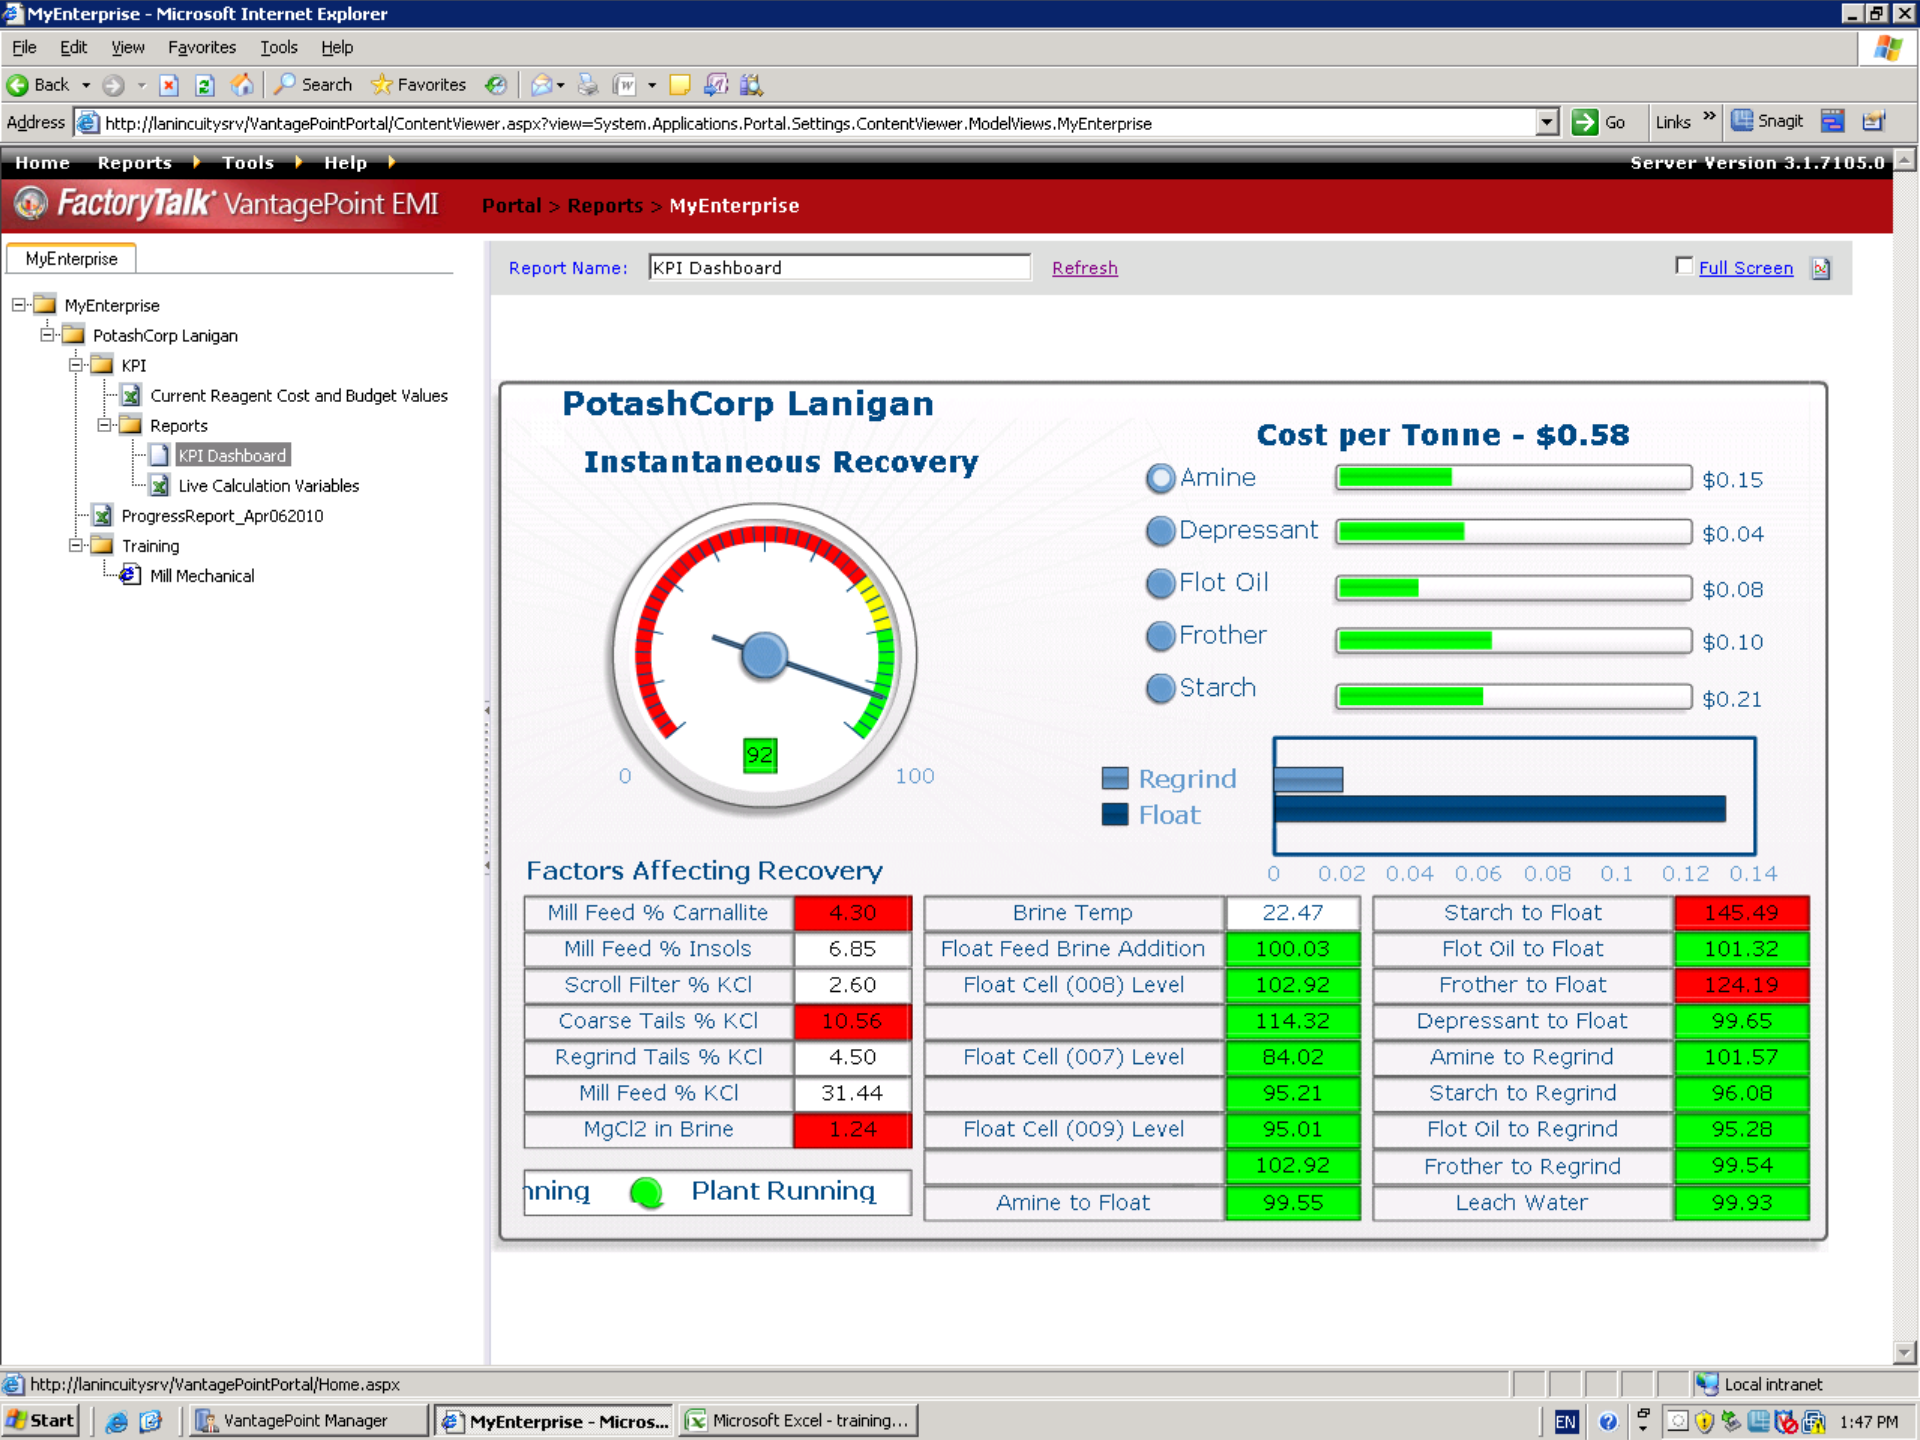 MyEnterprise - Microsoft Internet Explorer
File Edit View Favorites Tools Help
Back Search Favorites
Address http://lanincuitysrv/VantagePointPortal/ContentViewer.aspx?view=System.Applications.Portal.Settings.ContentViewer.ModelViews.MyEnterprise Go Links » Snagit
Home Reports Tools Help Server Version 3.1.7105.0
FactoryTalk VantagePoint EMI Portal > Reports > MyEnterprise
MyEnterprise
Report Name: KPI Dashboard Refresh Full Screen
MyEnterprise
PotashCorp Lanigan
KPI
Current Reagent Cost and Budget Values
Reports
KPI Dashboard
Live Calculation Variables
ProgressReport_Apr062010
Training
Mill Mechanical
PotashCorp Lanigan
Instantaneous Recovery
92
0 100
Cost per Tonne - $0.58
Amine $0.15
Depressant $0.04
Flot Oil $0.08
Frother $0.10
Starch $0.21
Regrind
Float
0 0.02 0.04 0.06 0.08 0.1 0.12 0.14
Factors Affecting Recovery
Mill Feed % Carnallite 4.30 Brine Temp 22.47 Starch to Float 145.49
Mill Feed % Insols 6.85 Float Feed Brine Addition 100.03 Flot Oil to Float 101.32
Scroll Filter % KCl 2.60 Float Cell (008) Level 102.92 Frother to Float 124.19
Coarse Tails % KCl 10.56 114.32 Depressant to Float 99.65
Regrind Tails % KCl 4.50 Float Cell (007) Level 84.02 Amine to Regrind 101.57
Mill Feed % KCl 31.44 95.21 Starch to Regrind 96.08
MgCl2 in Brine 1.24 Float Cell (009) Level 95.01 Flot Oil to Regrind 95.28
102.92 Frother to Regrind 99.54
nning Plant Running Amine to Float 99.55 Leach Water 99.93
http://lanincuitysrv/VantagePointPortal/Home.aspx Local intranet
Start VantagePoint Manager MyEnterprise - Micros... Microsoft Excel - training... EN 1:47 PM